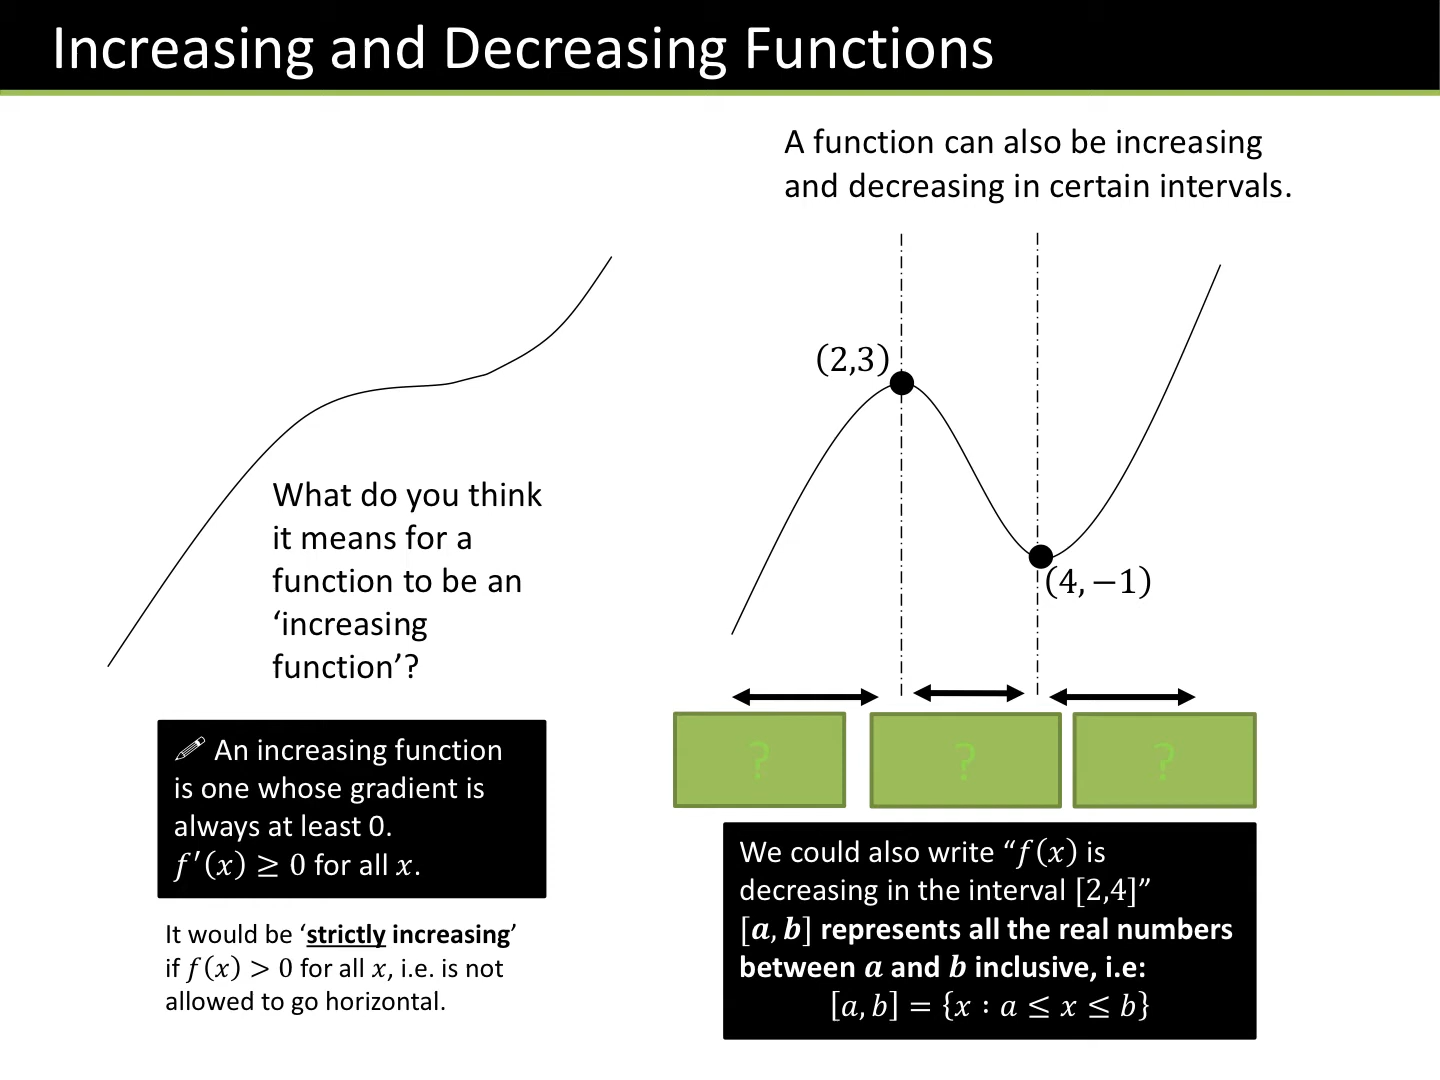 Increasing and Decreasing Functions
A function can also be increasing
and decreasing in certain intervals.
(2,3)
(4, −1)
What do you think
it means for a
function to be an
‘increasing
function’?
? ? ?
An increasing function
is one whose gradient is
always at least 0.
f′(x) ≥ 0 for all x.
It would be ‘strictly increasing’
if f(x) > 0 for all x, i.e. is not
allowed to go horizontal.
We could also write “f(x) is
decreasing in the interval [2,4]”
[a, b] represents all the real numbers
between a and b inclusive, i.e:
[a, b] = {x : a ≤ x ≤ b}